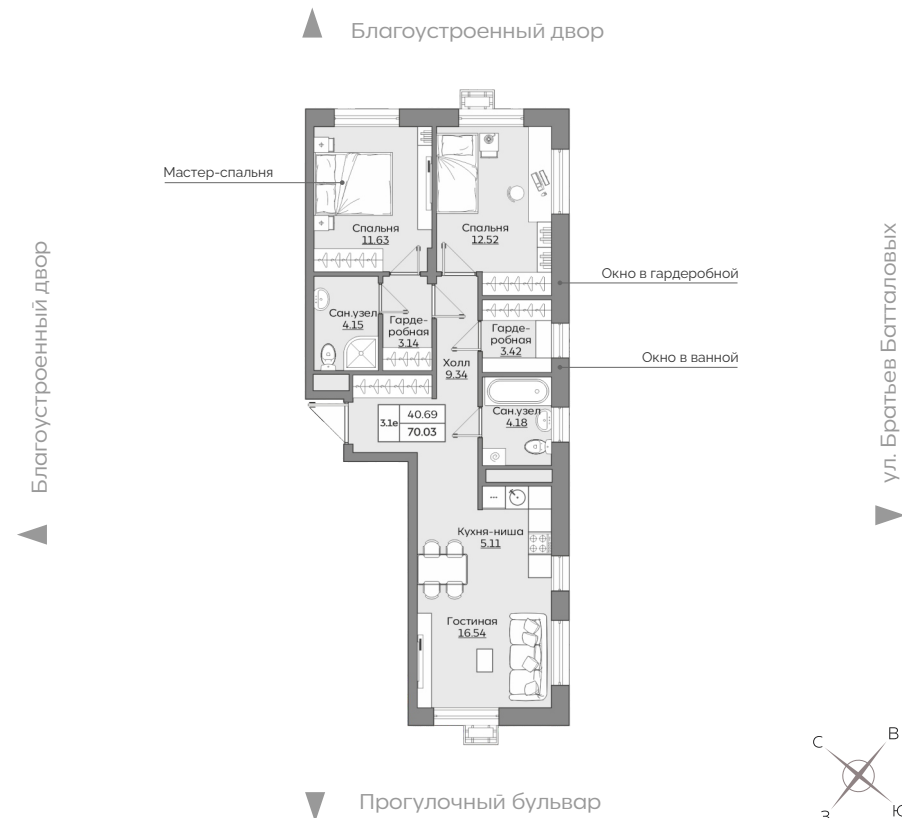 Благоустроенный двор
Мастер-спальня
Спальня
11.63
Спальня
12.52
Благоустроенный двор
ул. Братьев Батталовых
Окно в гардеробной
Сан.узел
4.15
Гарде-
робная
3.14
Гарде-
робная
3.42
Окно в ванной
Холл
9.34
3.1е
40.69
70.03
Сан.узел
4.18
Кухня-ниша
5.11
Гостиная
16.54
С
В
З
Ю
Прогулочный бульвар